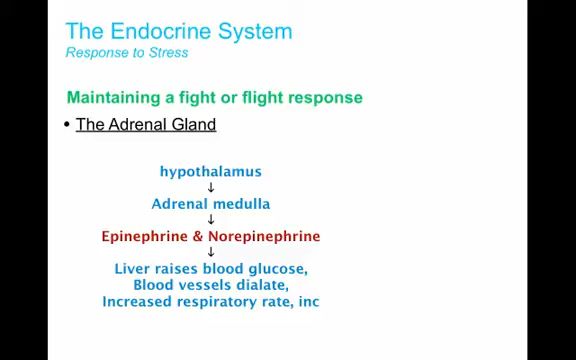 The Endocrine System
Response to Stress
Maintaining a fight or flight response
• The Adrenal Gland
hypothalamus
↓
Adrenal medulla
↓
Epinephrine & Norepinephrine
↓
Liver raises blood glucose,
Blood vessels dialate,
Increased respiratory rate, inc